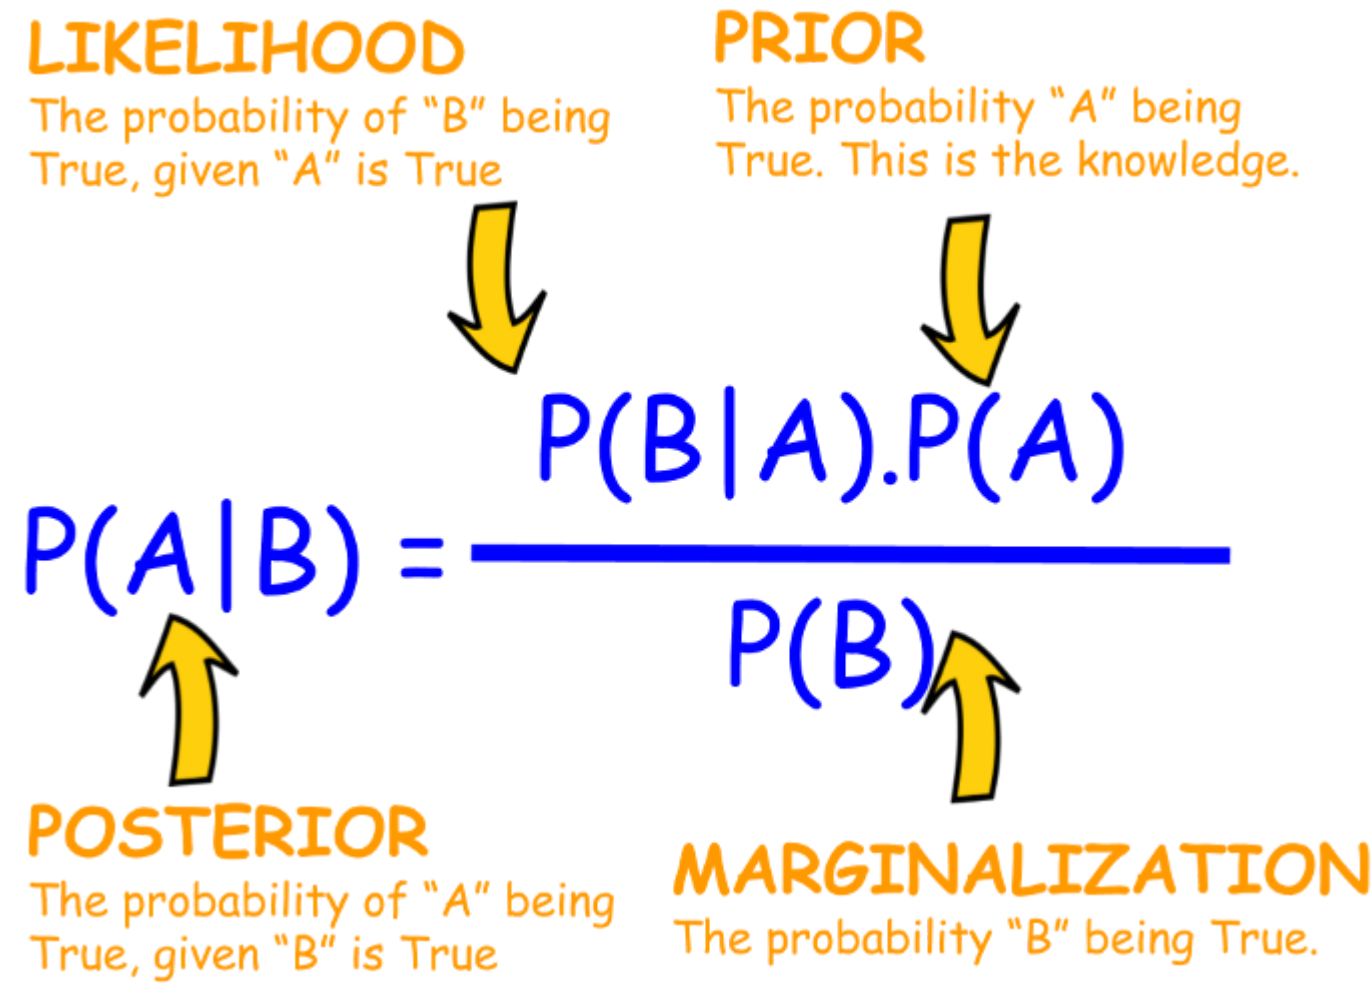 LIKELIHOOD
The probability of “B” being
True, given “A” is True
PRIOR
The probability “A” being
True. This is the knowledge.
P(B|A).P(A)
P(A|B) =
P(B)
POSTERIOR
The probability of “A” being
True, given “B” is True
MARGINALIZATION
The probability “B” being True.